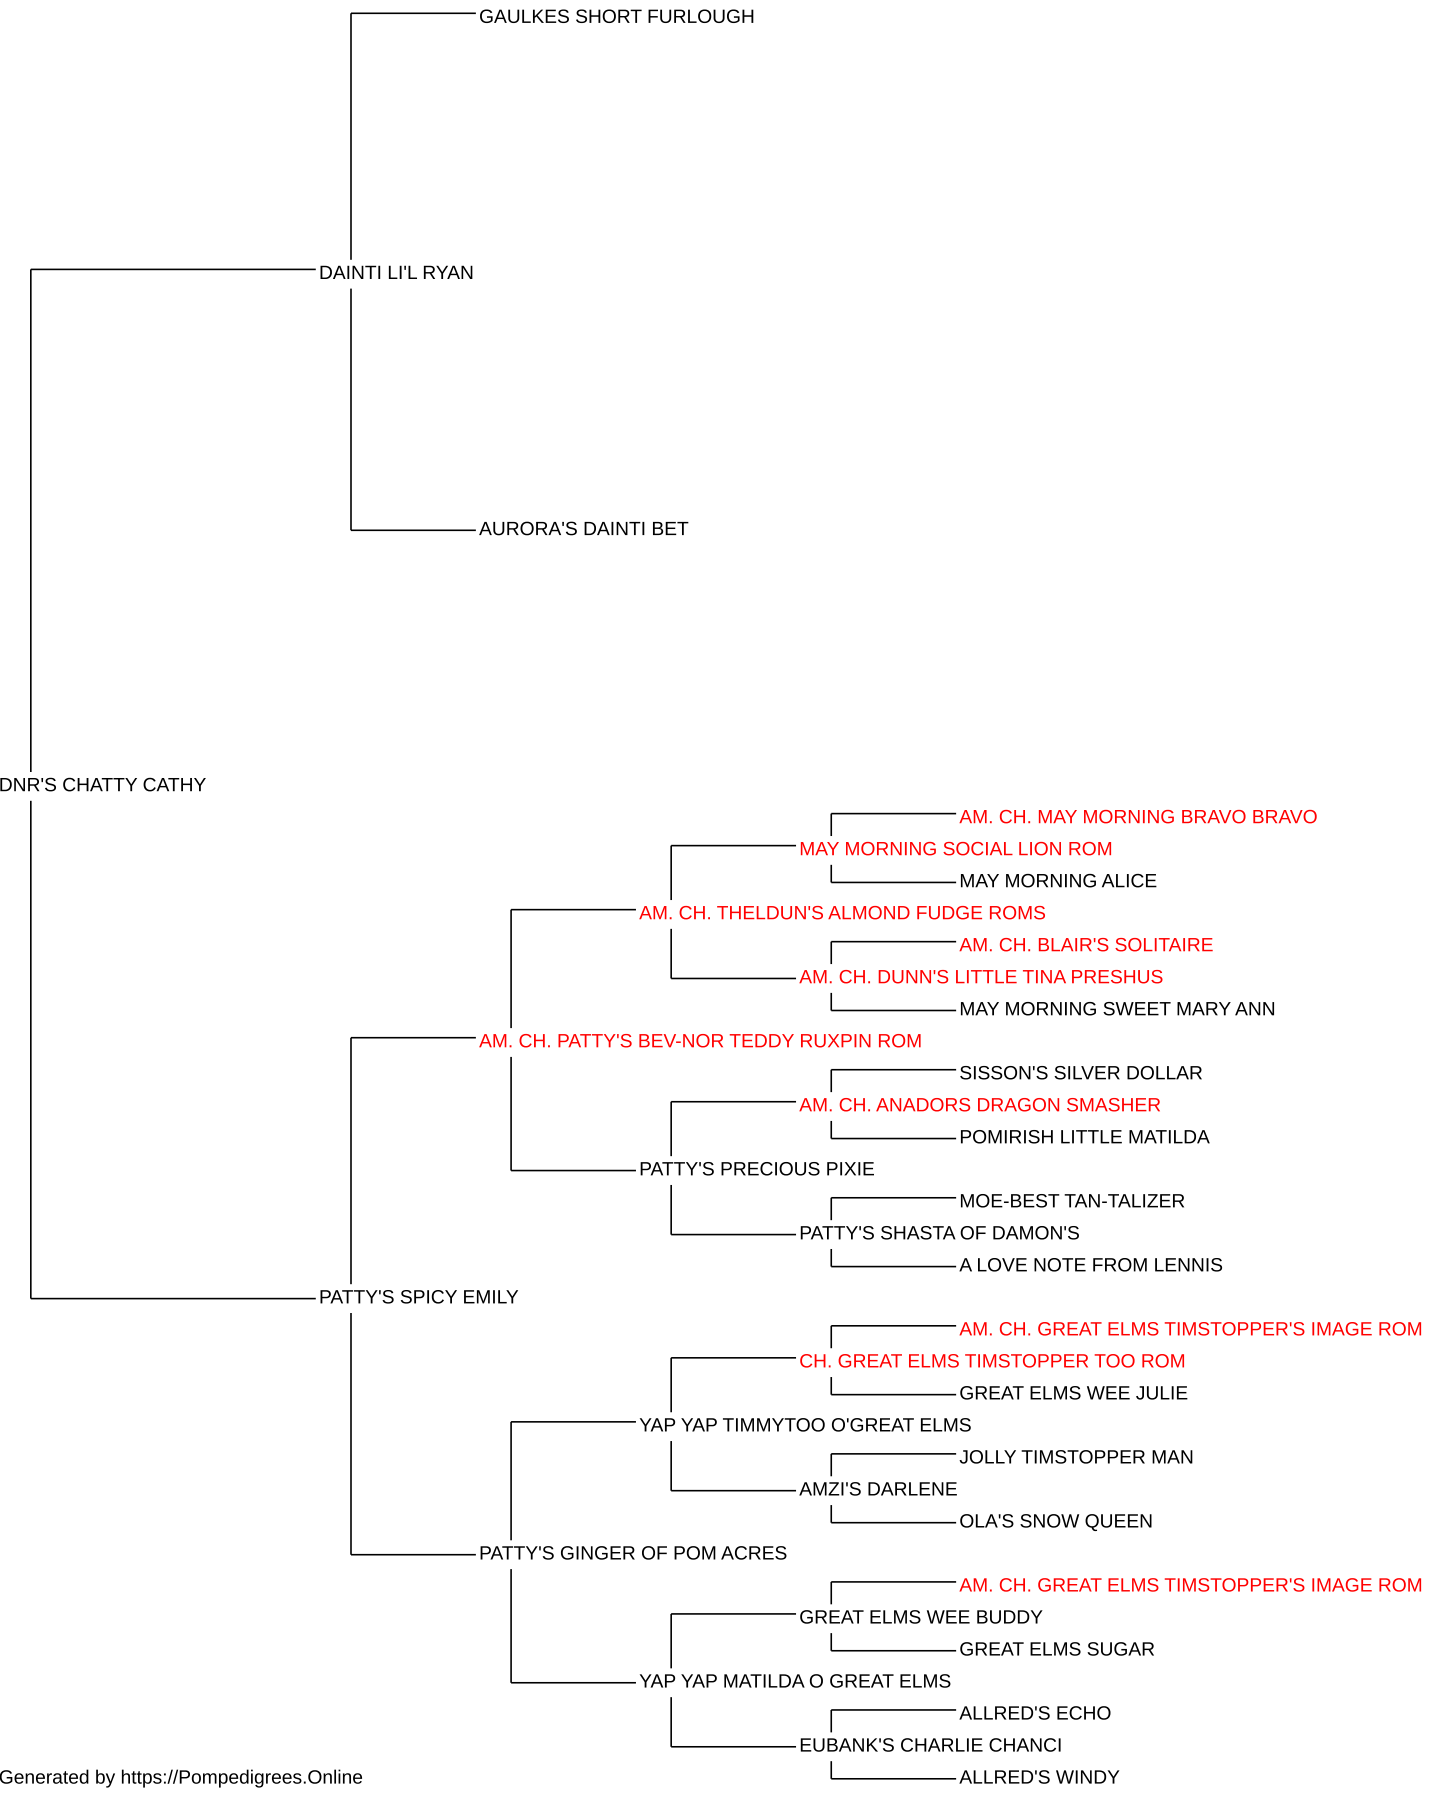 GAULKES SHORT FURLOUGH
DAINTI LI'L RYAN
AURORA'S DAINTI BET
DNR'S CHATTY CATHY
AM. CH. MAY MORNING BRAVO BRAVO
MAY MORNING SOCIAL LION ROM
MAY MORNING ALICE
AM. CH. THELDUN'S ALMOND FUDGE ROMS
AM. CH. BLAIR'S SOLITAIRE
AM. CH. DUNN'S LITTLE TINA PRESHUS
MAY MORNING SWEET MARY ANN
AM. CH. PATTY'S BEV-NOR TEDDY RUXPIN ROM
SISSON'S SILVER DOLLAR
AM. CH. ANADORS DRAGON SMASHER
POMIRISH LITTLE MATILDA
PATTY'S PRECIOUS PIXIE
MOE-BEST TAN-TALIZER
PATTY'S SHASTA OF DAMON'S
A LOVE NOTE FROM LENNIS
PATTY'S SPICY EMILY
AM. CH. GREAT ELMS TIMSTOPPER'S IMAGE ROM
CH. GREAT ELMS TIMSTOPPER TOO ROM
GREAT ELMS WEE JULIE
YAP YAP TIMMYTOO O'GREAT ELMS
JOLLY TIMSTOPPER MAN
AMZI'S DARLENE
OLA'S SNOW QUEEN
PATTY'S GINGER OF POM ACRES
AM. CH. GREAT ELMS TIMSTOPPER'S IMAGE ROM
GREAT ELMS WEE BUDDY
GREAT ELMS SUGAR
YAP YAP MATILDA O GREAT ELMS
ALLRED'S ECHO
EUBANK'S CHARLIE CHANCI
ALLRED'S WINDY
Generated by https://Pompedigrees.Online